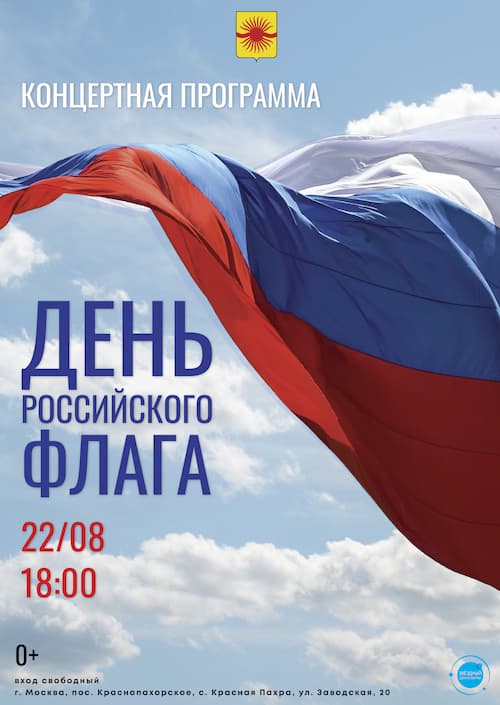 КОНЦЕРТНАЯ ПРОГРАММА
ДЕНЬ
РОССИЙСКОГО
ФЛАГА
22/08
18:00
0+
вход свободный
г. Москва, пос. Краснопахорское, с. Красная Пахра, ул. Заводская, 20